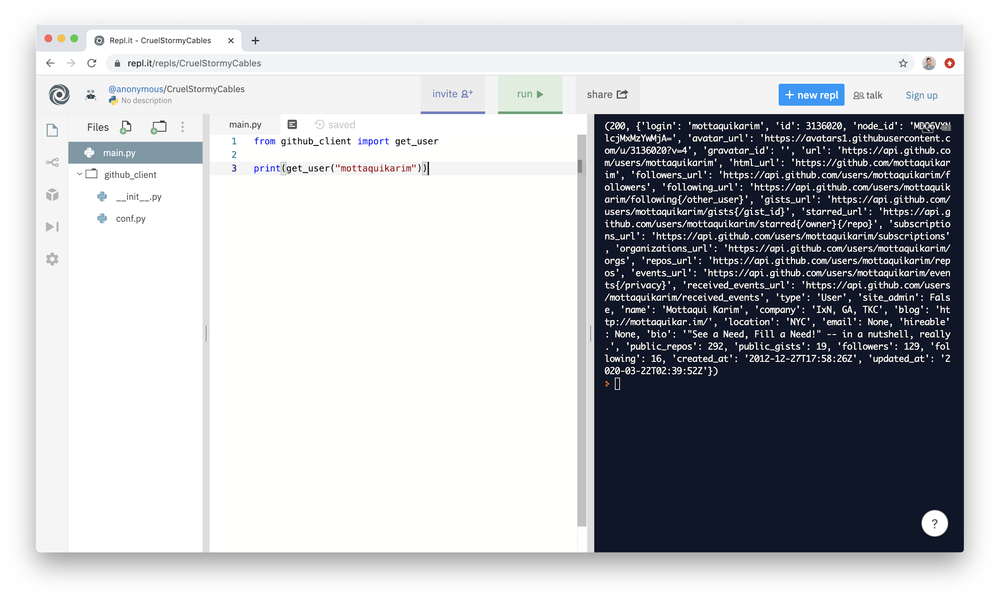 Repl.it - CruelStormyCables
repl.it/repls/CruelStormyCables
@anonymous/CruelStormyCables
No description
invite
run
share
+ new repl
talk
Sign up
Files
main.py
github_client
__init__.py
conf.py
main.py
saved
1 from github_client import get_user
2
3 print(get_user("mottaquikarim"))
(200, {'login': 'mottaquikarim', 'id': 3136020, 'node_id': 'MDQ6VXN
lcjMxMzYwMjA=', 'avatar_url': 'https://avatars1.githubusercontent.c
om/u/3136020?v=4', 'gravatar_id': '', 'url': 'https://api.github.co
m/users/mottaquikarim', 'html_url': 'https://github.com/mottaquikar
im', 'followers_url': 'https://api.github.com/users/mottaquikarim/f
ollowers', 'following_url': 'https://api.github.com/users/mottaquik
arim/following{/other_user}', 'gists_url': 'https://api.github.com/
users/mottaquikarim/gists{/gist_id}', 'starred_url': 'https://api.g
ithub.com/users/mottaquikarim/starred{/owner}{/repo}', 'subscriptio
ns_url': 'https://api.github.com/users/mottaquikarim/subscriptions'
, 'organizations_url': 'https://api.github.com/users/mottaquikarim/
orgs', 'repos_url': 'https://api.github.com/users/mottaquikarim/rep
os', 'events_url': 'https://api.github.com/users/mottaquikarim/even
ts{/privacy}', 'received_events_url': 'https://api.github.com/users
/mottaquikarim/received_events', 'type': 'User', 'site_admin': Fals
e, 'name': 'Mottaqui Karim', 'company': 'IxN, GA, TKC', 'blog': 'ht
tp://mottaquikar.im/', 'location': 'NYC', 'email': None, 'hireable'
: None, 'bio': '"See a Need, Fill a Need!" -- in a nutshell, really
.', 'public_repos': 292, 'public_gists': 19, 'followers': 129, 'fol
lowing': 16, 'created_at': '2012-12-27T17:58:26Z', 'updated_at': '2
020-03-22T02:39:52Z'})
?